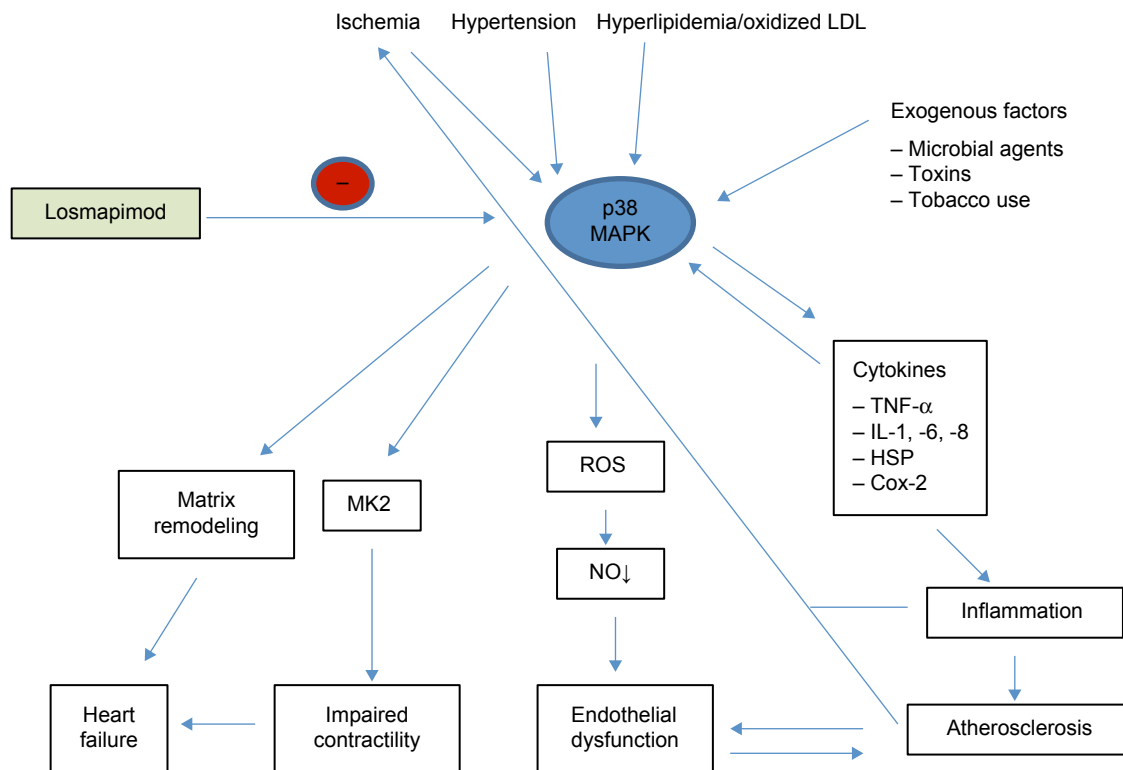 Ischemia
Hypertension
Hyperlipidemia/oxidized LDL
Exogenous factors
– Microbial agents
– Toxins
– Tobacco use
–
Losmapimod
p38
MAPK
Cytokines
– TNF-α
– IL-1, -6, -8
– HSP
– Cox-2
Matrix
remodeling
MK2
ROS
NO↓
Inflammation
Heart
failure
Impaired
contractility
Endothelial
dysfunction
Atherosclerosis